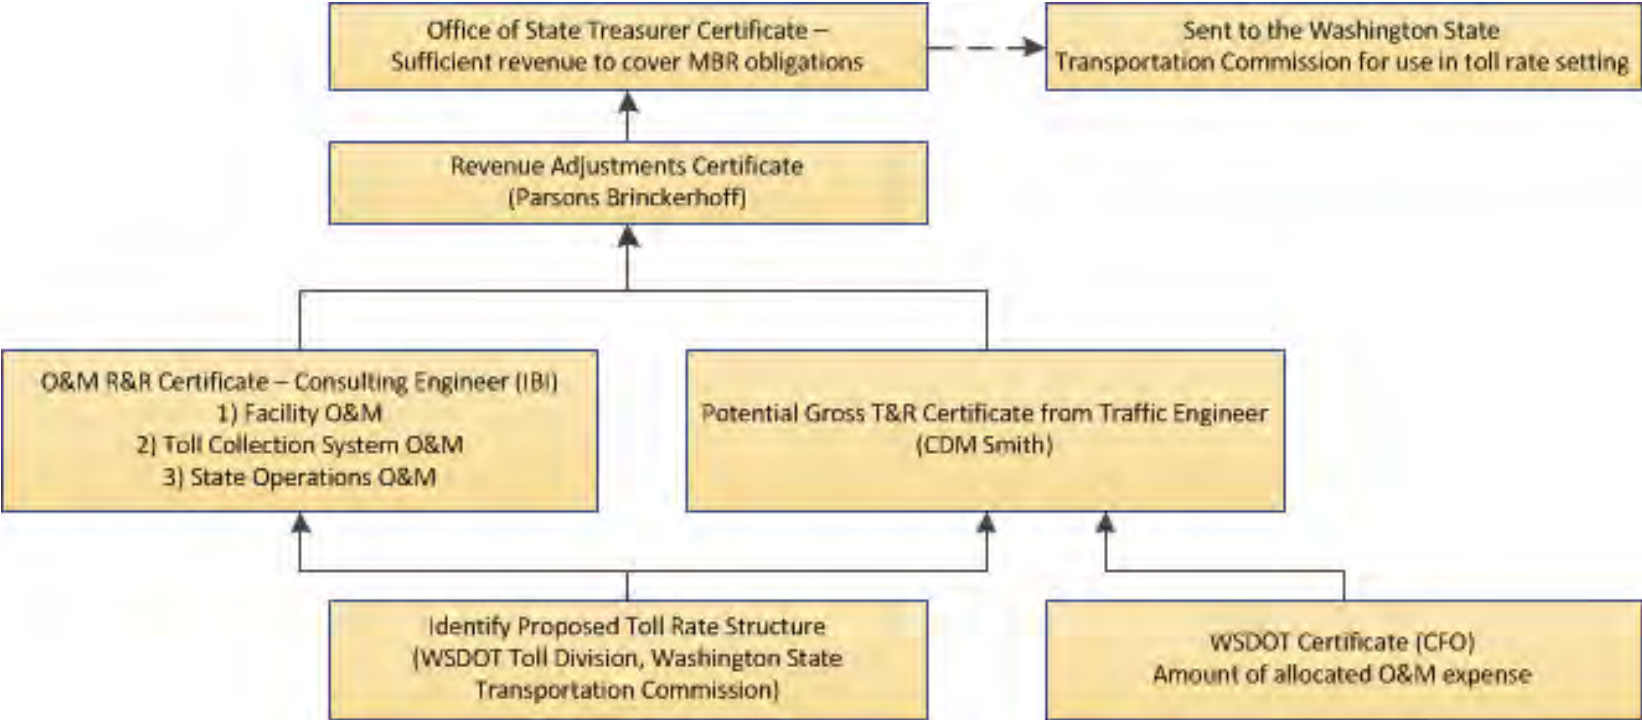 Office of State Treasurer Certificate –
Sufficient revenue to cover MBR obligations
Sent to the Washington State
Transportation Commission for use in toll rate setting
Revenue Adjustments Certificate
(Parsons Brinckerhoff)
O&M R&R Certificate – Consulting Engineer (IBI)
1) Facility O&M
2) Toll Collection System O&M
3) State Operations O&M
Potential Gross T&R Certificate from Traffic Engineer
(CDM Smith)
Identify Proposed Toll Rate Structure
(WSDOT Toll Division, Washington State
Transportation Commission)
WSDOT Certificate (CFO)
Amount of allocated O&M expense